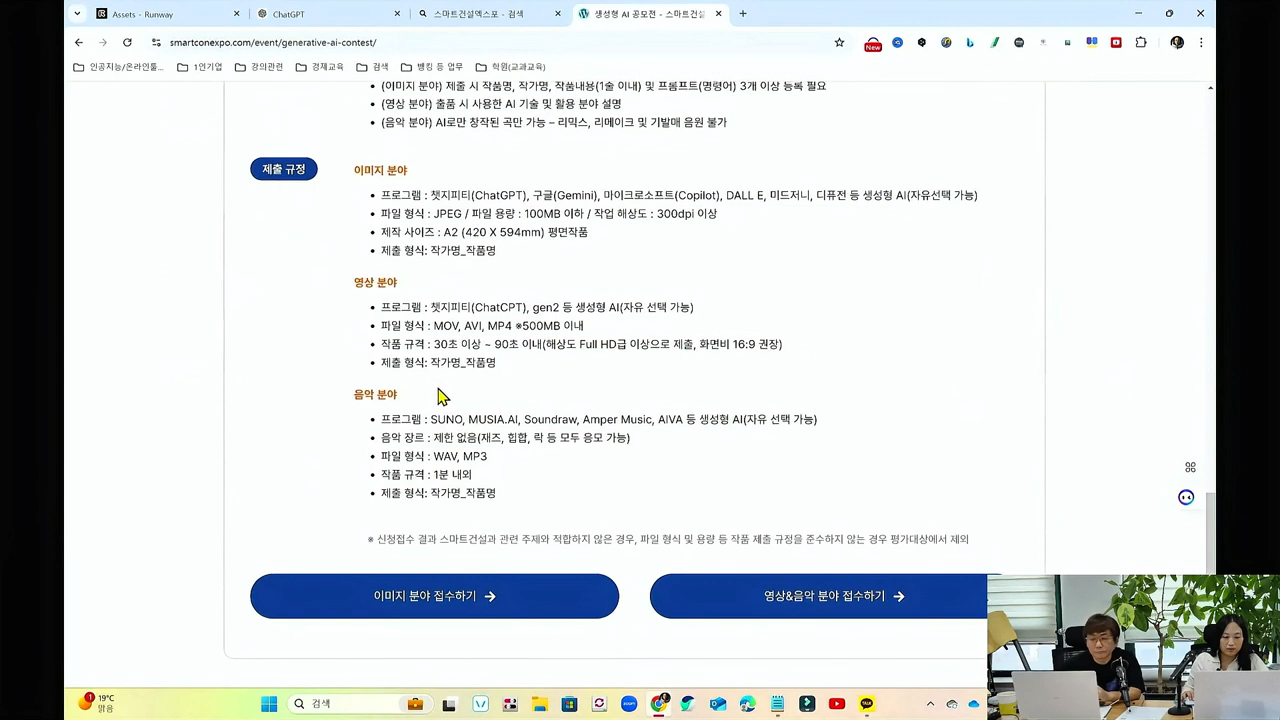 Assets - Runway
ChatGPT
스마트건설엑스포 - 검색
생성형 AI 공모전 - 스마트건설
smartconexpo.com/event/generative-ai-contest/
New
인공지능/온라인툴...
1인기업
강의관련
경제교육
검색
뱅킹 등 업무
학원(교과교육)
(이미지 분야) 제출 시 작품명, 작가명, 작품내용(1줄 이내) 및 프롬프트(명령어) 3개 이상 등록 필요
(영상 분야) 출품 시 사용한 AI 기술 및 활용 분야 설명
(음악 분야) AI로만 창작된 곡만 가능 – 리믹스, 리메이크 및 기발매 음원 불가
제출 규정
이미지 분야
프로그램 : 챗지피티(ChatGPT), 구글(Gemini), 마이크로소프트(Copilot), DALL E, 미드저니, 디퓨전 등 생성형 AI(자유선택 가능)
파일 형식 : JPEG / 파일 용량 : 100MB 이하 / 작업 해상도 : 300dpi 이상
제작 사이즈 : A2 (420 X 594mm) 평면작품
제출 형식: 작가명_작품명
영상 분야
프로그램 : 챗지피티(ChatCPT), gen2 등 생성형 AI(자유 선택 가능)
파일 형식 : MOV, AVI, MP4 ※500MB 이내
작품 규격 : 30초 이상 ~ 90초 이내(해상도 Full HD급 이상으로 제출, 화면비 16:9 권장)
제출 형식: 작가명_작품명
음악 분야
프로그램 : SUNO, MUSIA.AI, Soundraw, Amper Music, AIVA 등 생성형 AI(자유 선택 가능)
음악 장르 : 제한 없음(재즈, 힙합, 락 등 모두 응모 가능)
파일 형식 : WAV, MP3
작품 규격 : 1분 내외
제출 형식: 작가명_작품명
※ 신청접수 결과 스마트건설과 관련 주제와 적합하지 않은 경우, 파일 형식 및 용량 등 작품 제출 규정을 준수하지 않는 경우 평가대상에서 제외
이미지 분야 접수하기 →
영상&음악 분야 접수하기 →
1
19°C
맑음
검색
zoom
TALK